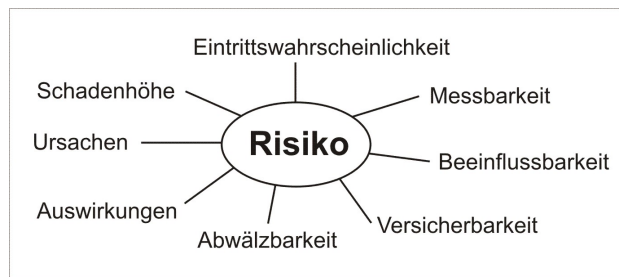 Eintrittswahrscheinlichkeit
Schadenhöhe
Messbarkeit
Ursachen
Risiko
Beeinflussbarkeit
Auswirkungen
Versicherbarkeit
Abwälzbarkeit